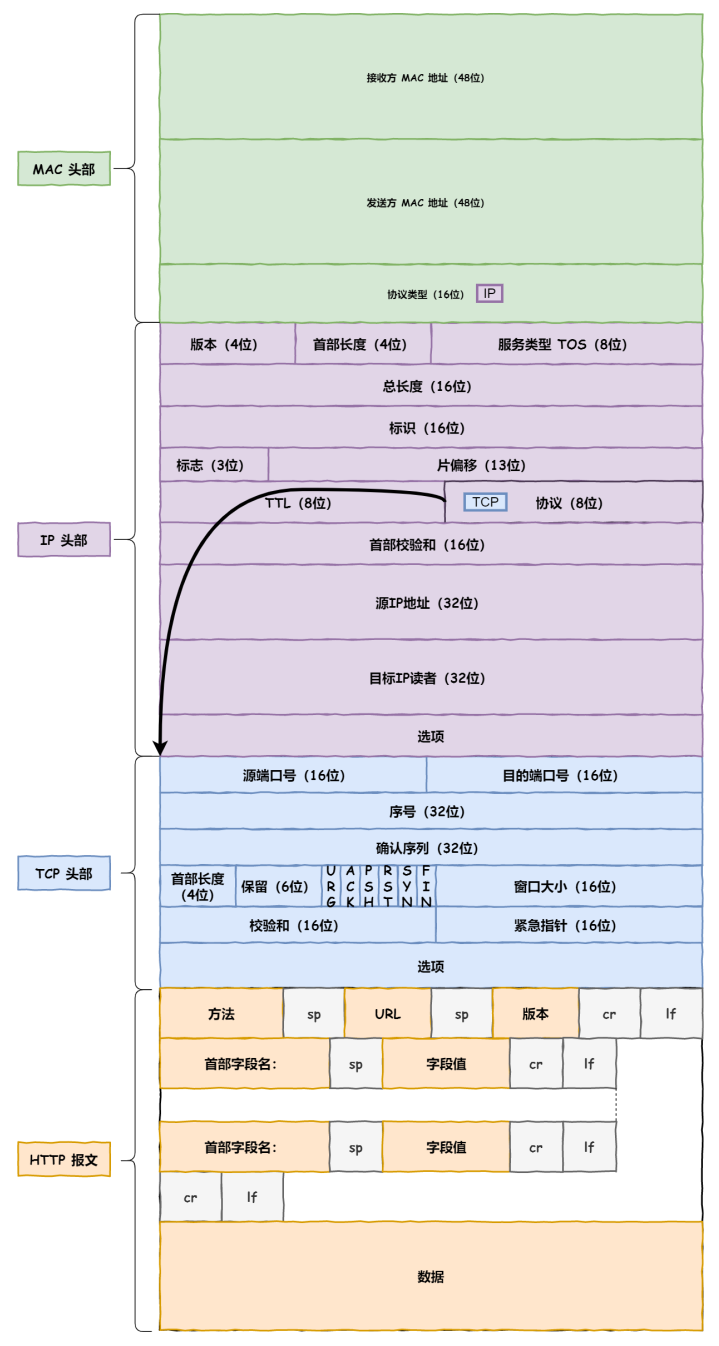 接收方 MAC 地址 (48位)
MAC 头部
发送方 MAC 地址 (48位)
协议类型 (16位) IP
版本 (4位) 首部长度 (4位) 服务类型 TOS (8位)
总长度 (16位)
标识 (16位)
标志 (3位) 片偏移 (13位)
TTL (8位) TCP 协议 (8位)
IP 头部
首部校验和 (16位)
源IP地址 (32位)
目标IP读者 (32位)
选项
源端口号 (16位) 目的端口号 (16位)
序号 (32位)
确认序列 (32位)
TCP 头部
首部长度 (4位) 保留 (6位) URG ACK PSH RST SYN FIN 窗口大小 (16位)
校验和 (16位) 紧急指针 (16位)
选项
方法 sp URL sp 版本 cr lf
首部字段名: sp 字段值 cr lf
HTTP 报文
首部字段名: sp 字段值 cr lf
cr lf
数据